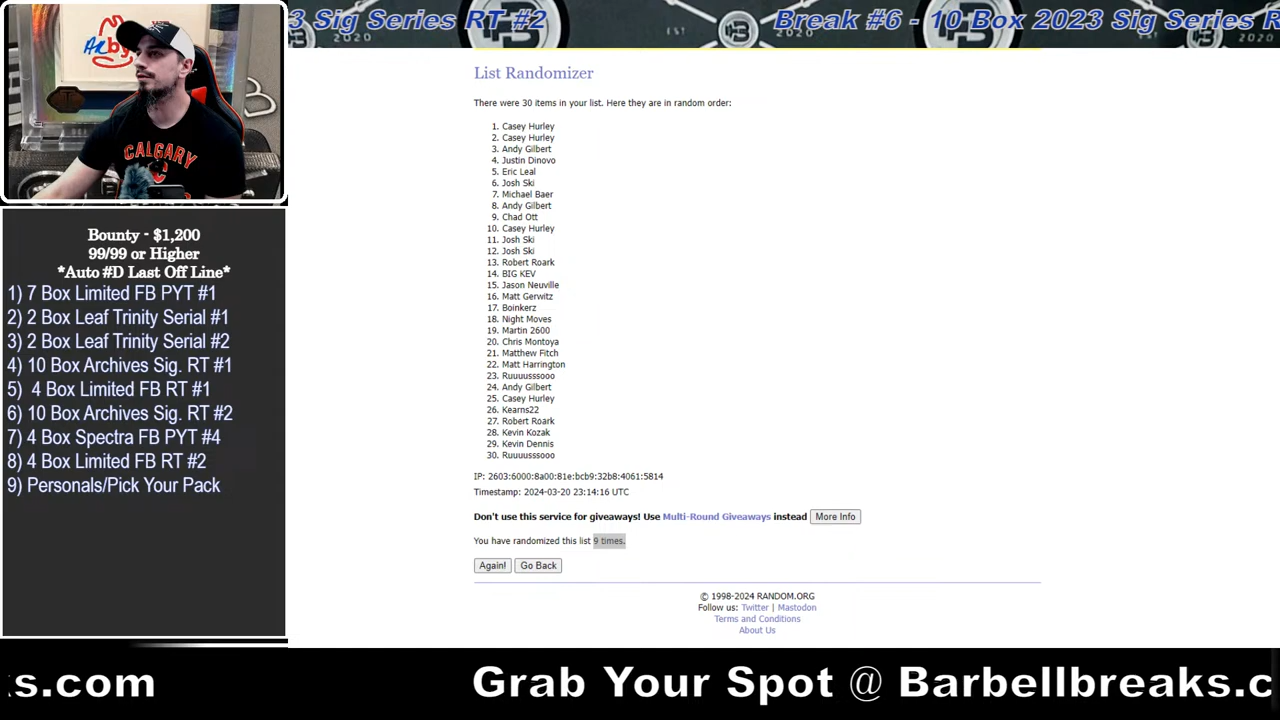 3 Sig Series RT #2
Break #6 - 10 Box 2023 Sig Series R
CALGARY
Bounty - $1,200
99/99 or Higher
*Auto #D Last Off Line*
1) 7 Box Limited FB PYT #1
2) 2 Box Leaf Trinity Serial #1
3) 2 Box Leaf Trinity Serial #2
4) 10 Box Archives Sig. RT #1
5) 4 Box Limited FB RT #1
6) 10 Box Archives Sig. RT #2
7) 4 Box Spectra FB PYT #4
8) 4 Box Limited FB RT #2
9) Personals/Pick Your Pack
List Randomizer
There were 30 items in your list. Here they are in random order:
1. Casey Hurley
2. Casey Hurley
3. Andy Gilbert
4. Justin Dinovo
5. Eric Leal
6. Josh Ski
7. Michael Baer
8. Andy Gilbert
9. Chad Ott
10. Casey Hurley
11. Josh Ski
12. Josh Ski
13. Robert Roark
14. BIG KEV
15. Jason Neuville
16. Matt Gerwitz
17. Boinkerz
18. Night Moves
19. Martin 2600
20. Chris Montoya
21. Matthew Fitch
22. Matt Harrington
23. Ruuuusssooo
24. Andy Gilbert
25. Casey Hurley
26. Kearns22
27. Robert Roark
28. Kevin Kozak
29. Kevin Dennis
30. Ruuuusssooo
IP: 2603:6000:8a00:81e:bcb9:32b8:4061:5814
Timestamp: 2024-03-20 23:14:16 UTC
Don't use this service for giveaways! Use Multi-Round Giveaways instead More Info
You have randomized this list 9 times.
Again! Go Back
© 1998-2024 RANDOM.ORG
Follow us: Twitter | Mastodon
Terms and Conditions
About Us
s.com
Grab Your Spot @ Barbellbreaks.c